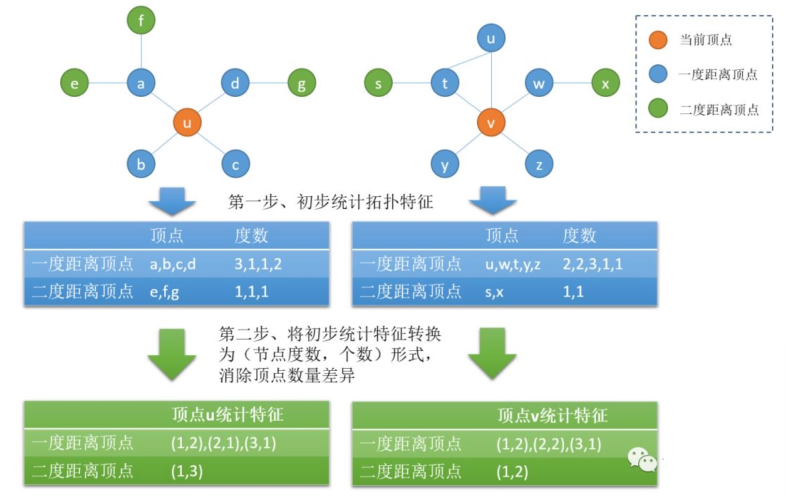 f
u
e
a
d
g
s
t
w
x
u
v
b
c
y
z
当前顶点
一度距离顶点
二度距离顶点
第一步、初步统计拓扑特征
顶点 度数
一度距离顶点 a,b,c,d 3,1,1,2
二度距离顶点 e,f,g 1,1,1
顶点 度数
一度距离顶点 u,w,t,y,z 2,2,3,1,1
二度距离顶点 s,x 1,1
第二步、将初步统计特征转换
为（节点度数，个数）形式，
消除顶点数量差异
顶点u统计特征
一度距离顶点 (1,2),(2,1),(3,1)
二度距离顶点 (1,3)
顶点v统计特征
一度距离顶点 (1,2),(2,2),(3,1)
二度距离顶点 (1,2)